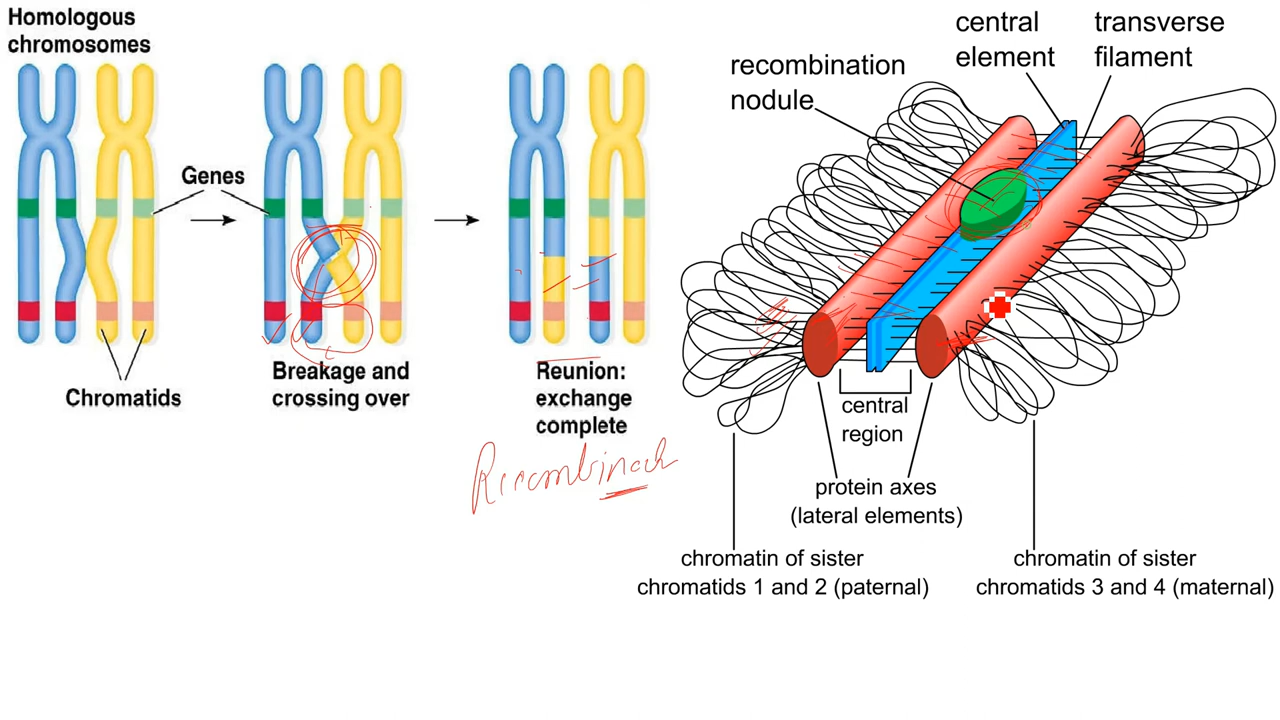 Homologous
chromosomes
Genes
Chromatids
Breakage and
crossing over
Reunion:
exchange
complete
recombination
nodule
central
element
transverse
filament
central
region
protein axes
(lateral elements)
chromatin of sister
chromatids 1 and 2 (paternal)
chromatin of sister
chromatids 3 and 4 (maternal)